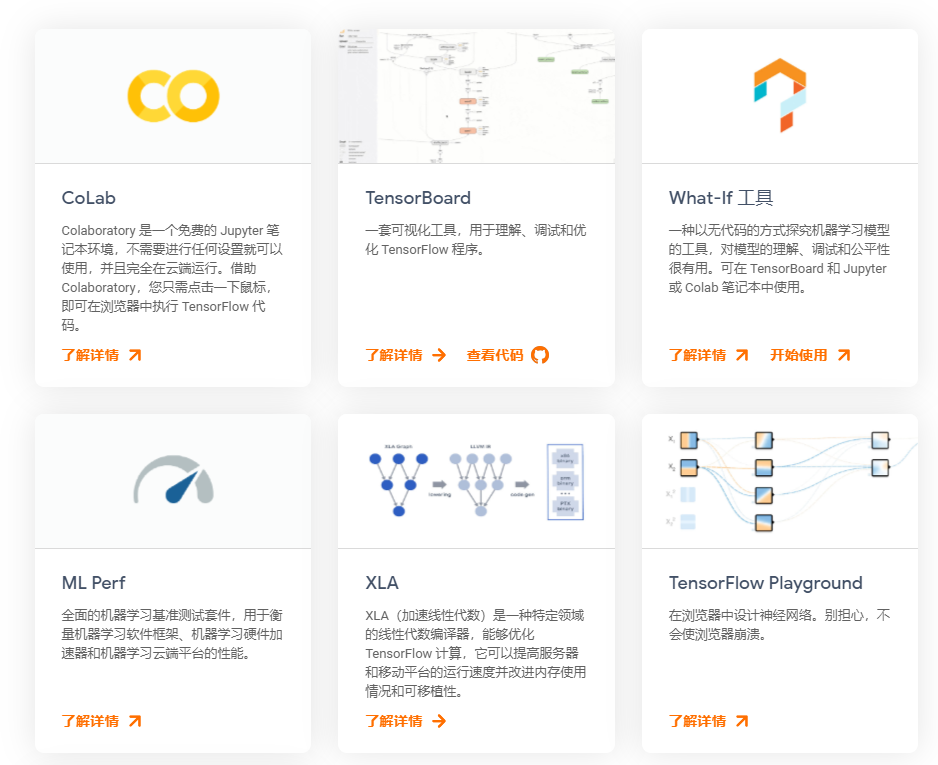 CoLab
Colaboratory 是一个免费的 Jupyter 笔
记本环境，不需要进行任何设置就可以
使用，并且完全在云端运行。借助
Colaboratory，您只需点击一下鼠标，
即可在浏览器中执行 TensorFlow 代
码。
了解详情
TensorBoard
一套可视化工具，用于理解、调试和优
化 TensorFlow 程序。
了解详情 查看代码
What-If 工具
一种以无代码的方式探究机器学习模型
的工具，对模型的理解、调试和公平性
很有用。可在 TensorBoard 和 Jupyter
或 Colab 笔记本中使用。
了解详情 开始使用
ML Perf
全面的机器学习基准测试套件，用于衡
量机器学习软件框架、机器学习硬件加
速器和机器学习云端平台的性能。
了解详情
XLA Graph
LLVM IR
lowering
code gen
x86
binary
binary
PTX
binary
XLA
XLA（加速线性代数）是一种特定领域
的线性代数编译器，能够优化
TensorFlow 计算，它可以提高服务器
和移动平台的运行速度并改进内存使用
情况和可移植性。
了解详情
X₁
X₂
TensorFlow Playground
在浏览器中设计神经网络。别担心，不
会使浏览器崩溃。
了解详情